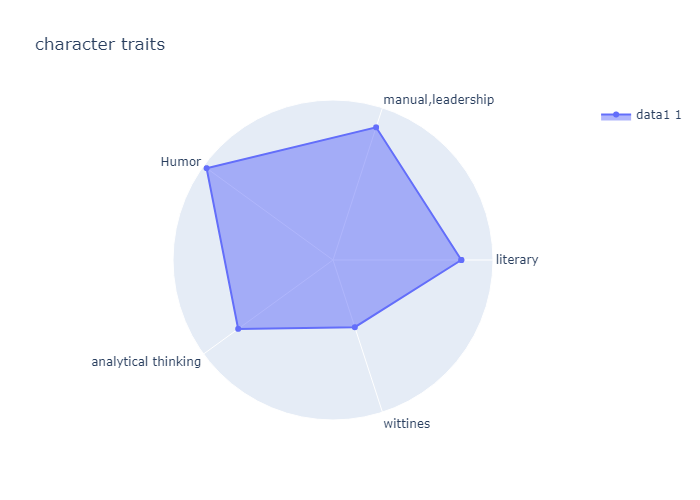 character traits
manual,leadership
data1 1
Humor
literary
analytical thinking
wittines